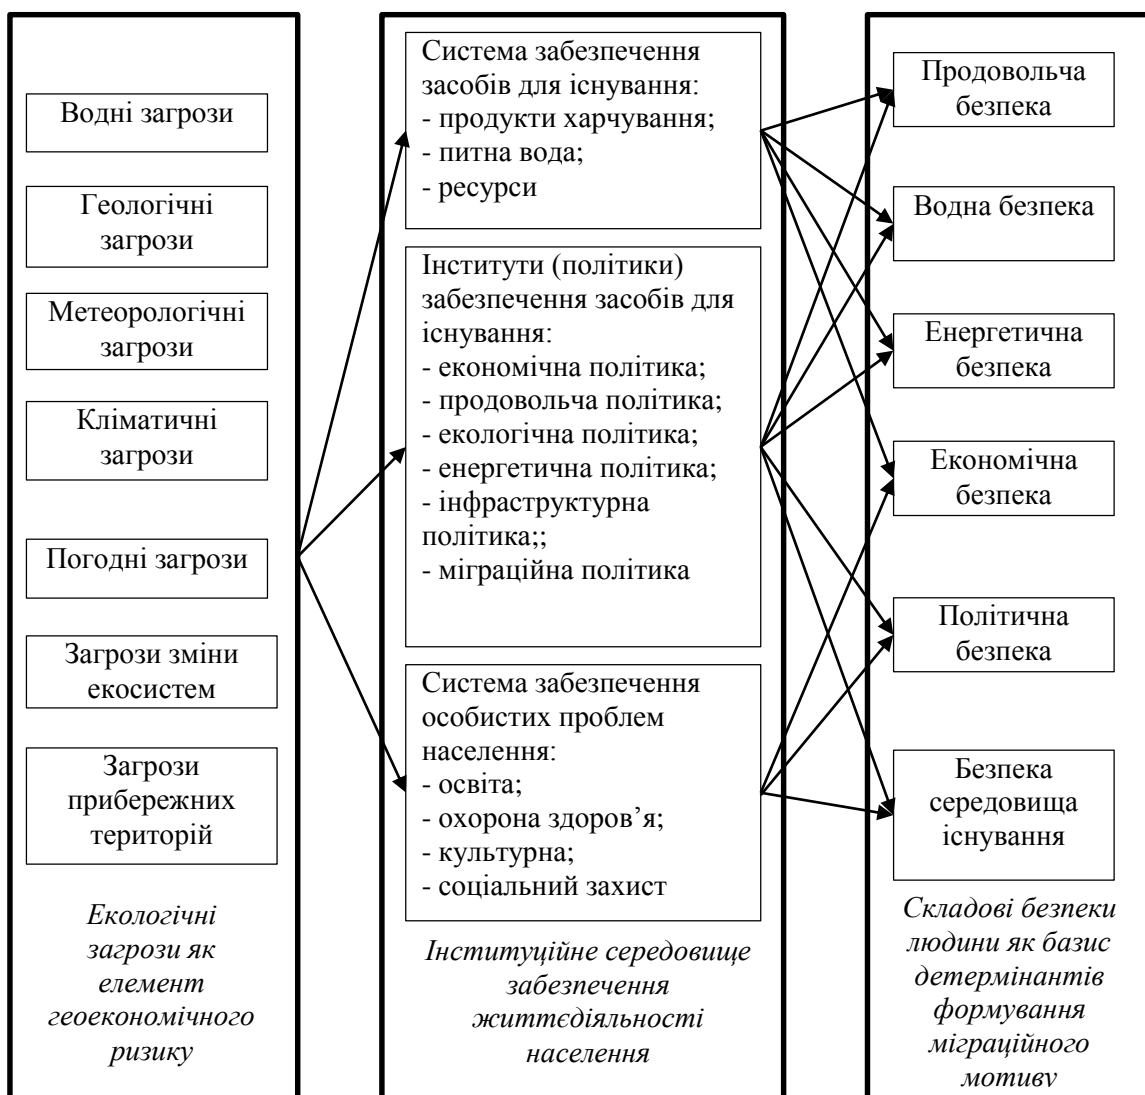 Водні загрози
Геологічні
загрози
Метеорологічні
загрози
Кліматичні
загрози
Погодні загрози
Загрози зміни
екосистем
Загрози
прибережних
територій
Екологічні
загрози як
елемент
геоекономічного
ризику
Система забезпечення
засобів для існування:
- продукти харчування;
- питна вода;
- ресурси
Інститути (політики)
забезпечення засобів для
існування:
- економічна політика;
- продовольча політика;
- екологічна політика;
- енергетична політика;
- інфраструктурна
політика;;
- міграційна політика
Система забезпечення
особистих проблем
населення:
- освіта;
- охорона здоров’я;
- культурна;
- соціальний захист
Інституційне середовище
забезпечення
життєдіяльності
населення
Продовольча
безпека
Водна безпека
Енергетична
безпека
Економічна
безпека
Політична
безпека
Безпека
середовища
існування
Складові безпеки
людини як базис
детермінантів
формування
міграційного
мотиву